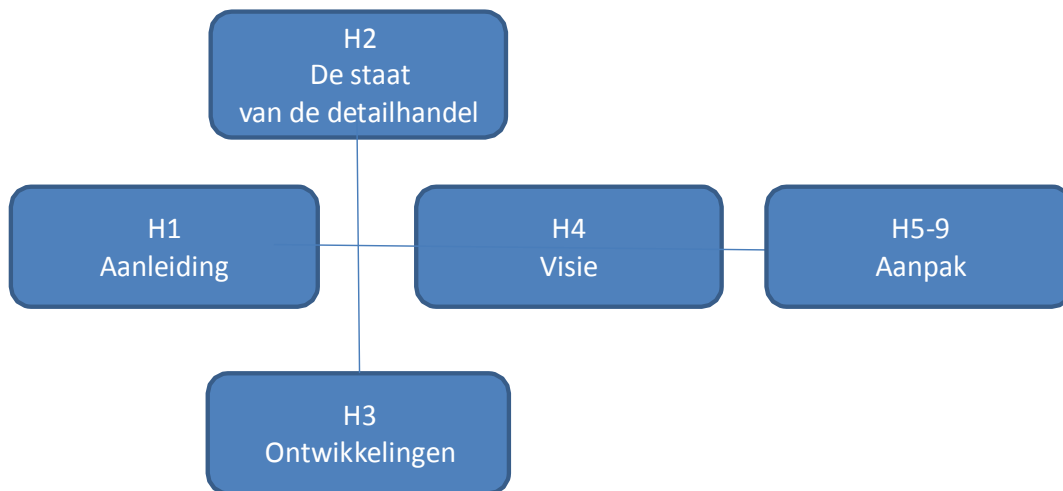 H2
De staat
van de detailhandel
H1
Aanleiding
H4
Visie
H5-9
Aanpak
H3
Ontwikkelingen